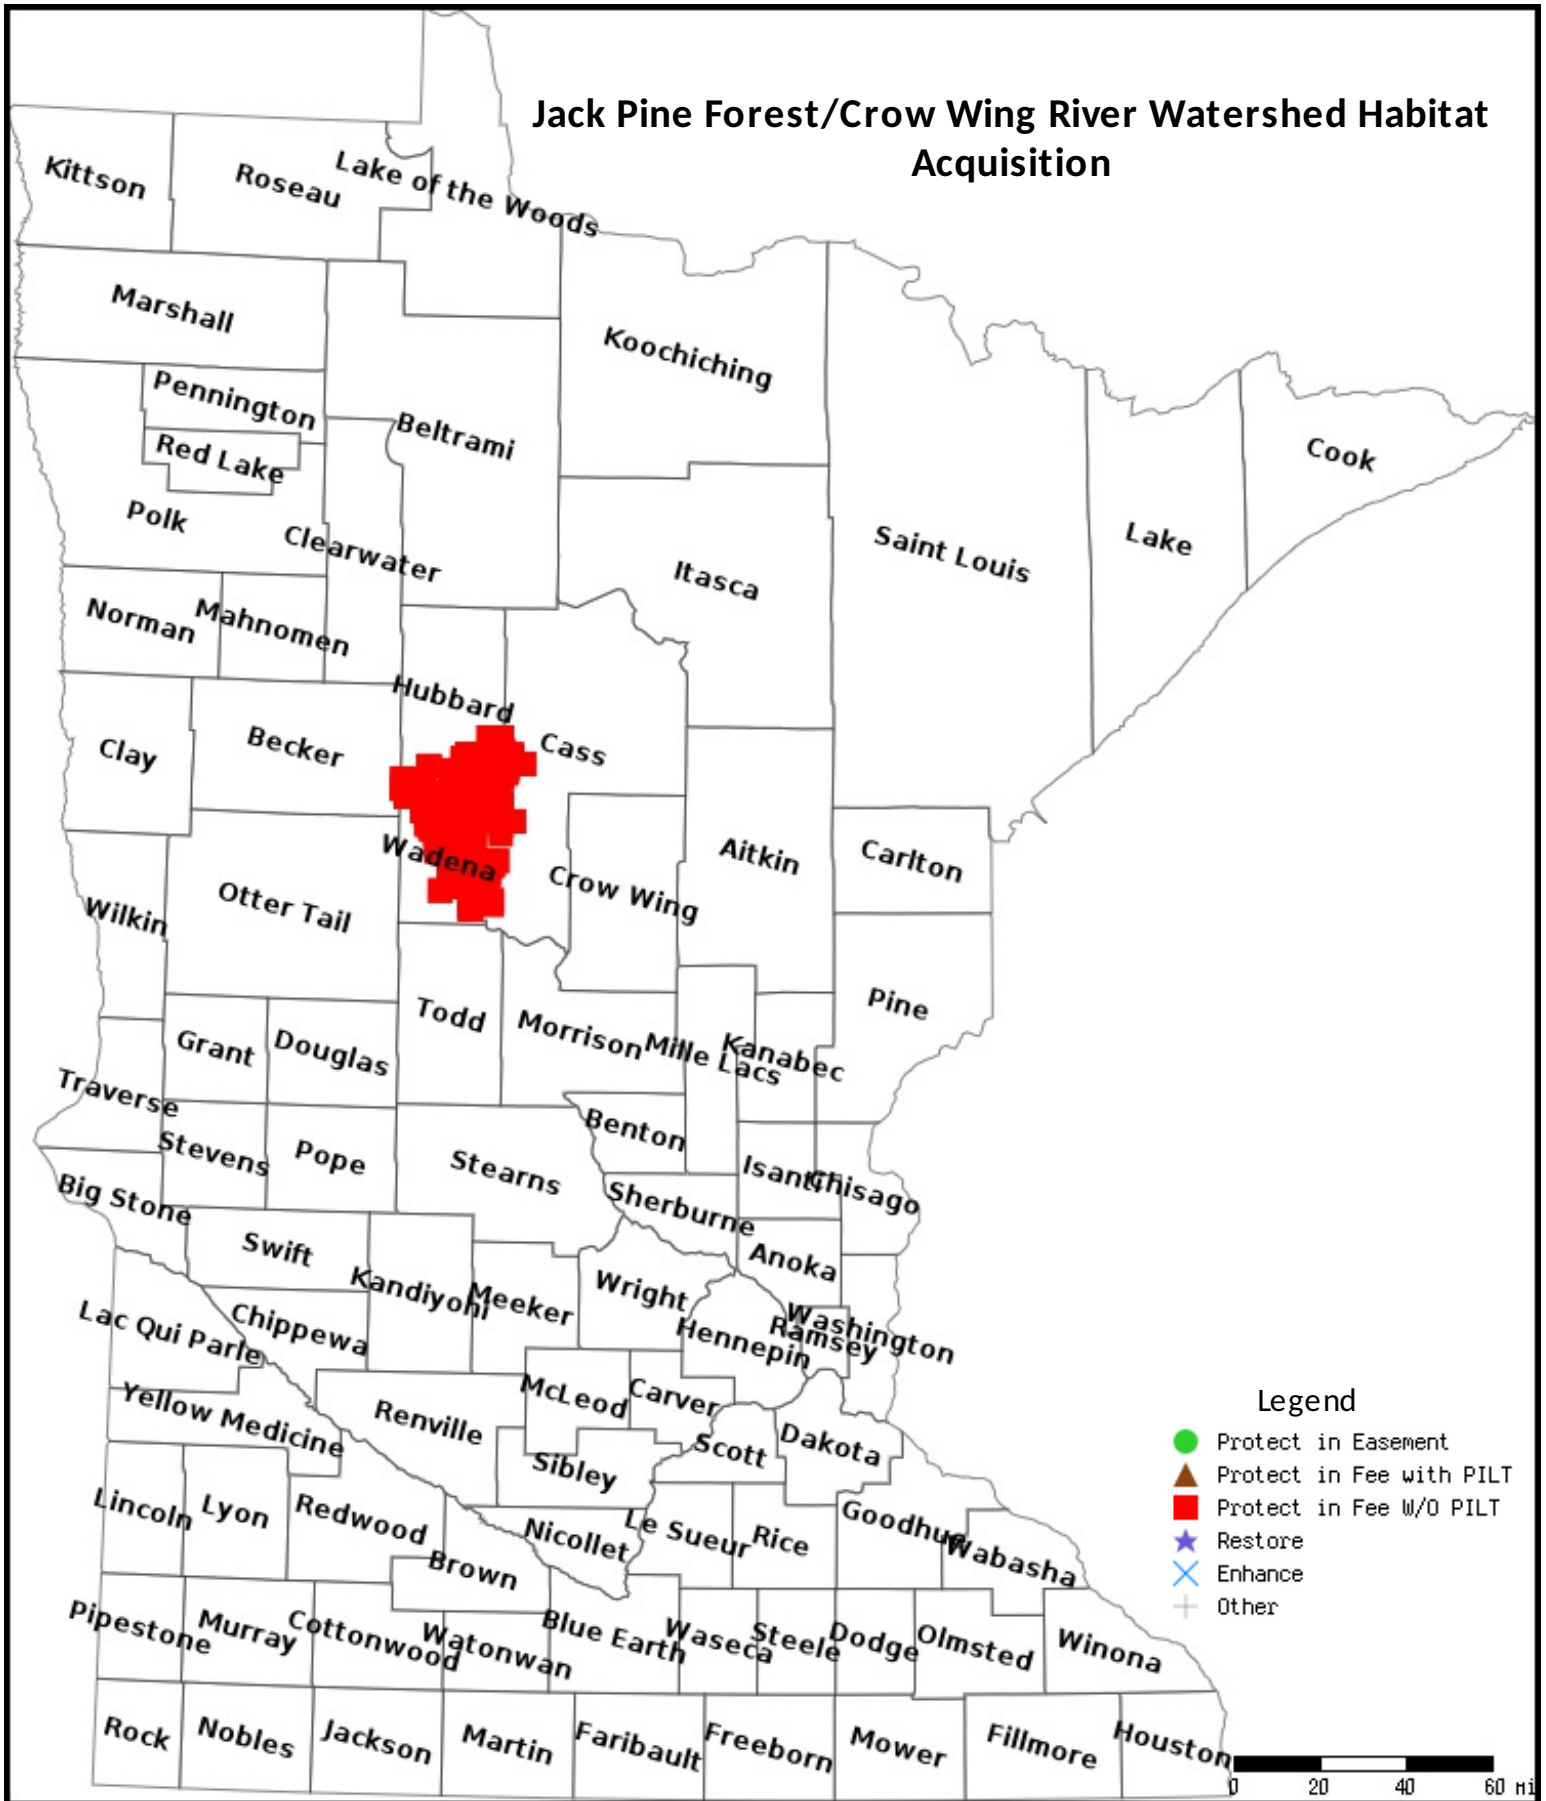 Jack Pine Forest/Crow Wing River Watershed Habitat
Acquisition
Kittson
Roseau
Lake of the Woods
Marshall
Koochiching
Pennington
Beltrami
Red Lake
Cook
Polk
Clearwater
Saint Louis
Lake
Itasca
Norman
Mahnomen
Hubbard
Clay
Becker
Cass
Wadena
Aitkin
Carlton
Crow Wing
Otter Tail
Wilkin
Pine
Todd
Morrison
Mille Lacs
Kanabec
Grant
Douglas
Traverse
Benton
Stevens
Pope
Stearns
Isanti
Chisago
Big Stone
Sherburne
Swift
Anoka
Kandiyohi
Meeker
Wright
Washington
Ramsey
Hennepin
Lac Qui Parle
Chippewa
McLeod
Carver
Yellow Medicine
Renville
Scott
Dakota
Sibley
Lincoln
Lyon
Redwood
Nicollet
Le Sueur
Rice
Goodhue
Wabasha
Brown
Pipestone
Murray
Cottonwood
Watonwan
Blue Earth
Waseca
Steele
Dodge
Olmsted
Winona
Rock
Nobles
Jackson
Martin
Faribault
Freeborn
Mower
Fillmore
Houston
Legend
Protect in Easement
Protect in Fee with PILT
Protect in Fee W/O PILT
Restore
Enhance
Other
0 20 40 60 mi